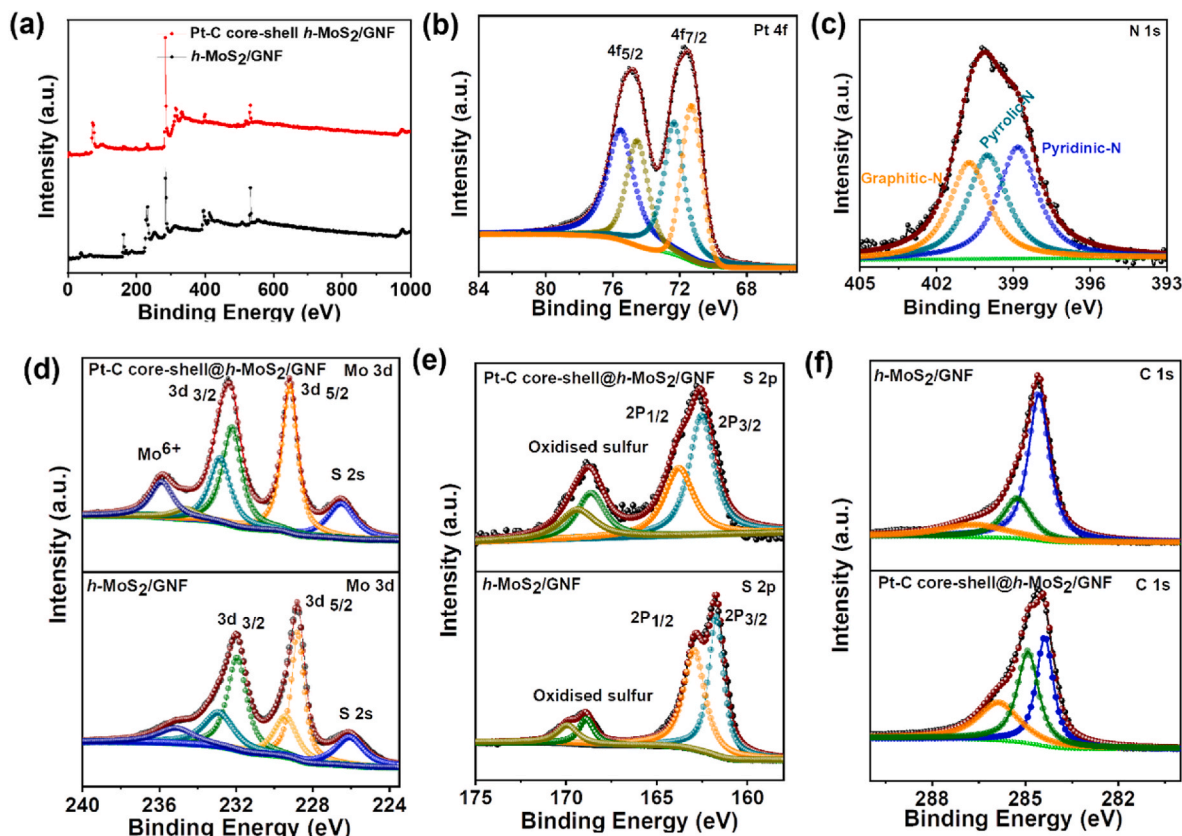 (a)
Pt-C core-shell h-MoS2/GNF
h-MoS2/GNF
Intensity (a.u.)
0 200 400 600 800 1000
Binding Energy (eV)
(b)
Pt 4f
4f5/2
4f7/2
Intensity (a.u.)
84 80 76 72 68
Binding Energy (eV)
(c)
N 1s
Graphitic-N
Pyrrolic-N
Pyridinic-N
Intensity (a.u.)
405 402 399 396 393
Binding Energy (eV)
(d)
Pt-C core-shell@h-MoS2/GNF
Mo 3d
3d 3/2
3d 5/2
Mo6+
S 2s
h-MoS2/GNF
Mo 3d
3d 3/2
3d 5/2
S 2s
Intensity (a.u.)
240 236 232 228 224
Binding Energy (eV)
(e)
Pt-C core-shell@h-MoS2/GNF
S 2p
2P1/2
2P3/2
Oxidised sulfur
h-MoS2/GNF
S 2p
2P1/2
2P3/2
Oxidised sulfur
Intensity (a.u.)
175 170 165 160
Binding Energy (eV)
(f)
h-MoS2/GNF
C 1s
Pt-C core-shell@h-MoS2/GNF
C 1s
Intensity (a.u.)
288 285 282
Binding Energy (eV)